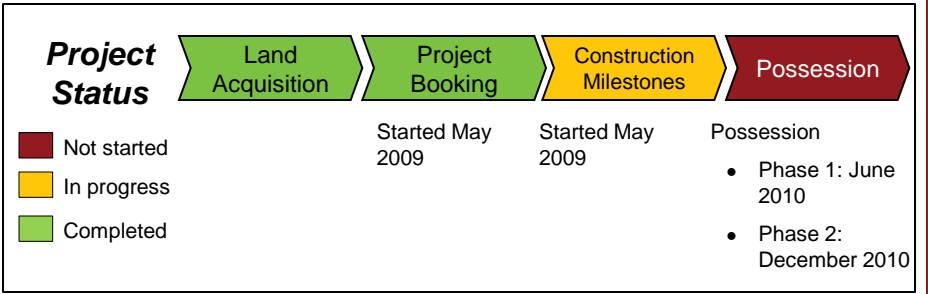 Project
Status
Land
Acquisition
Project
Booking
Construction
Milestones
Possession
Not started
In progress
Completed
Started May
2009
Started May
2009
Possession
• Phase 1: June
2010
• Phase 2:
December 2010